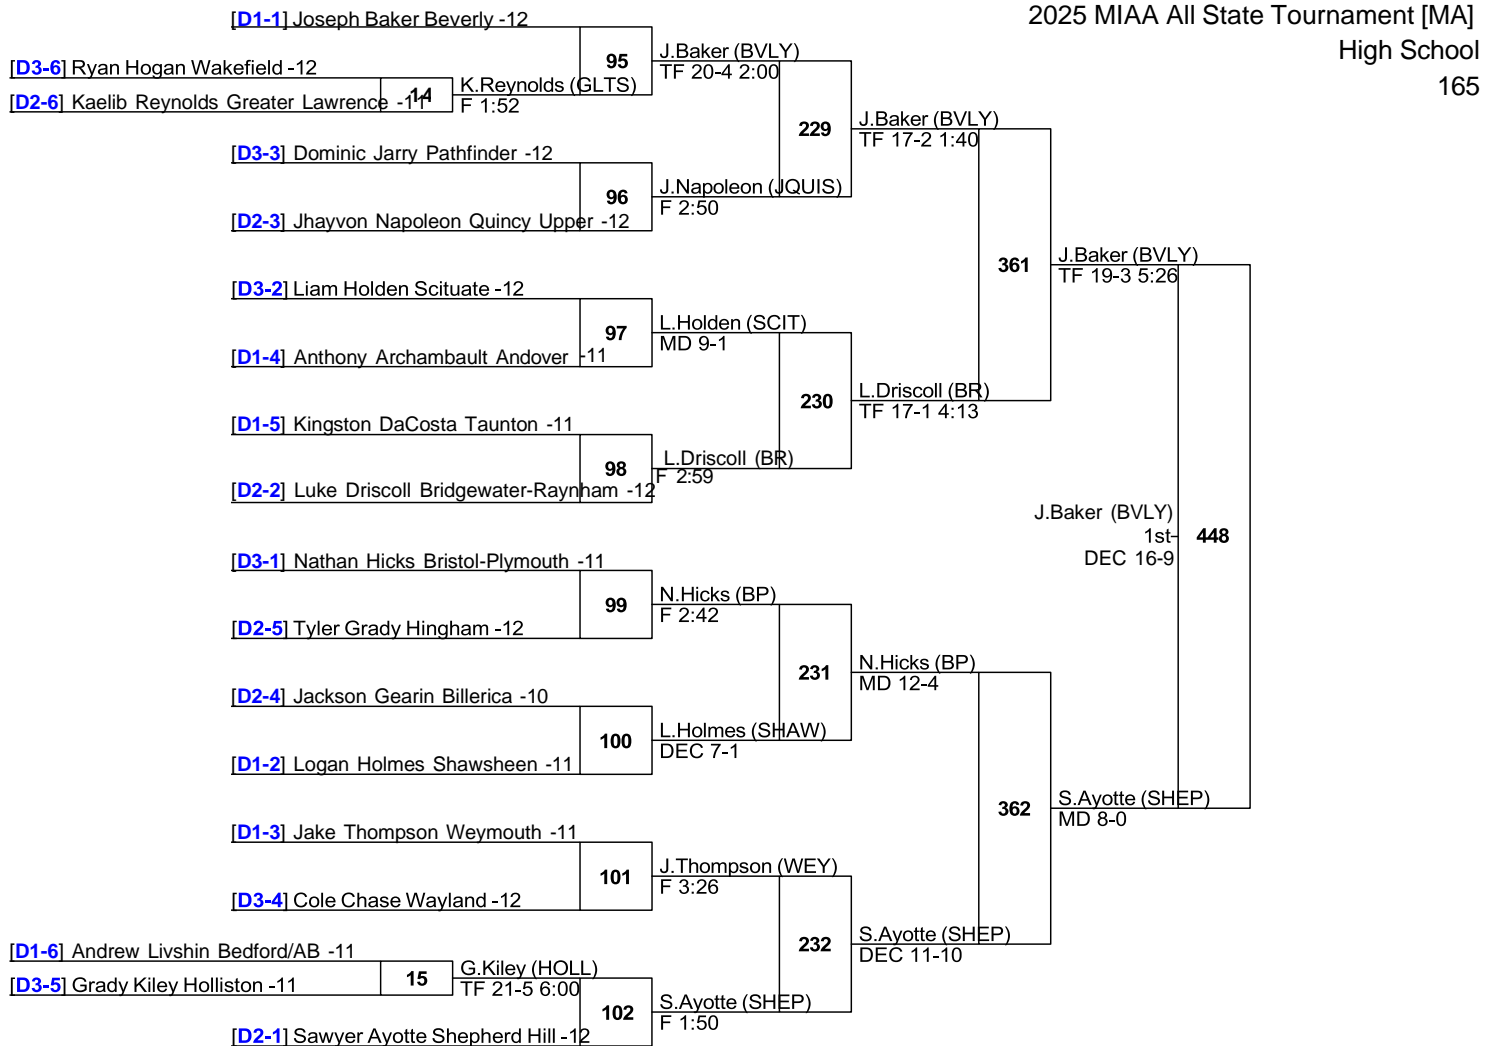 2025 MIAA All State Tournament [MA]
High School
165
[D1-1] Joseph Baker Beverly -12
95
J.Baker (BVLY)
TF 20-4 2:00
[D3-6] Ryan Hogan Wakefield -12
14
K.Reynolds (GLTS)
F 1:52
[D2-6] Kaelib Reynolds Greater Lawrence -11
229
J.Baker (BVLY)
TF 17-2 1:40
[D3-3] Dominic Jarry Pathfinder -12
96
J.Napoleon (JQUIS)
F 2:50
[D2-3] Jhayvon Napoleon Quincy Upper -12
361
J.Baker (BVLY)
TF 19-3 5:26
[D3-2] Liam Holden Scituate -12
97
L.Holden (SCIT)
MD 9-1
[D1-4] Anthony Archambault Andover -11
230
L.Driscoll (BR)
TF 17-1 4:13
[D1-5] Kingston DaCosta Taunton -11
98
L.Driscoll (BR)
F 2:59
[D2-2] Luke Driscoll Bridgewater-Raynham -12
J.Baker (BVLY)
1st
448
DEC 16-9
[D3-1] Nathan Hicks Bristol-Plymouth -11
99
N.Hicks (BP)
F 2:42
[D2-5] Tyler Grady Hingham -12
231
N.Hicks (BP)
MD 12-4
[D2-4] Jackson Gearin Billerica -10
100
L.Holmes (SHAW)
DEC 7-1
[D1-2] Logan Holmes Shawsheen -11
362
S.Ayotte (SHEP)
MD 8-0
[D1-3] Jake Thompson Weymouth -11
101
J.Thompson (WEY)
F 3:26
[D3-4] Cole Chase Wayland -12
232
S.Ayotte (SHEP)
DEC 11-10
[D1-6] Andrew Livshin Bedford/AB -11
15
G.Kiley (HOLL)
TF 21-5 6:00
[D3-5] Grady Kiley Holliston -11
102
S.Ayotte (SHEP)
F 1:50
[D2-1] Sawyer Ayotte Shepherd Hill -12